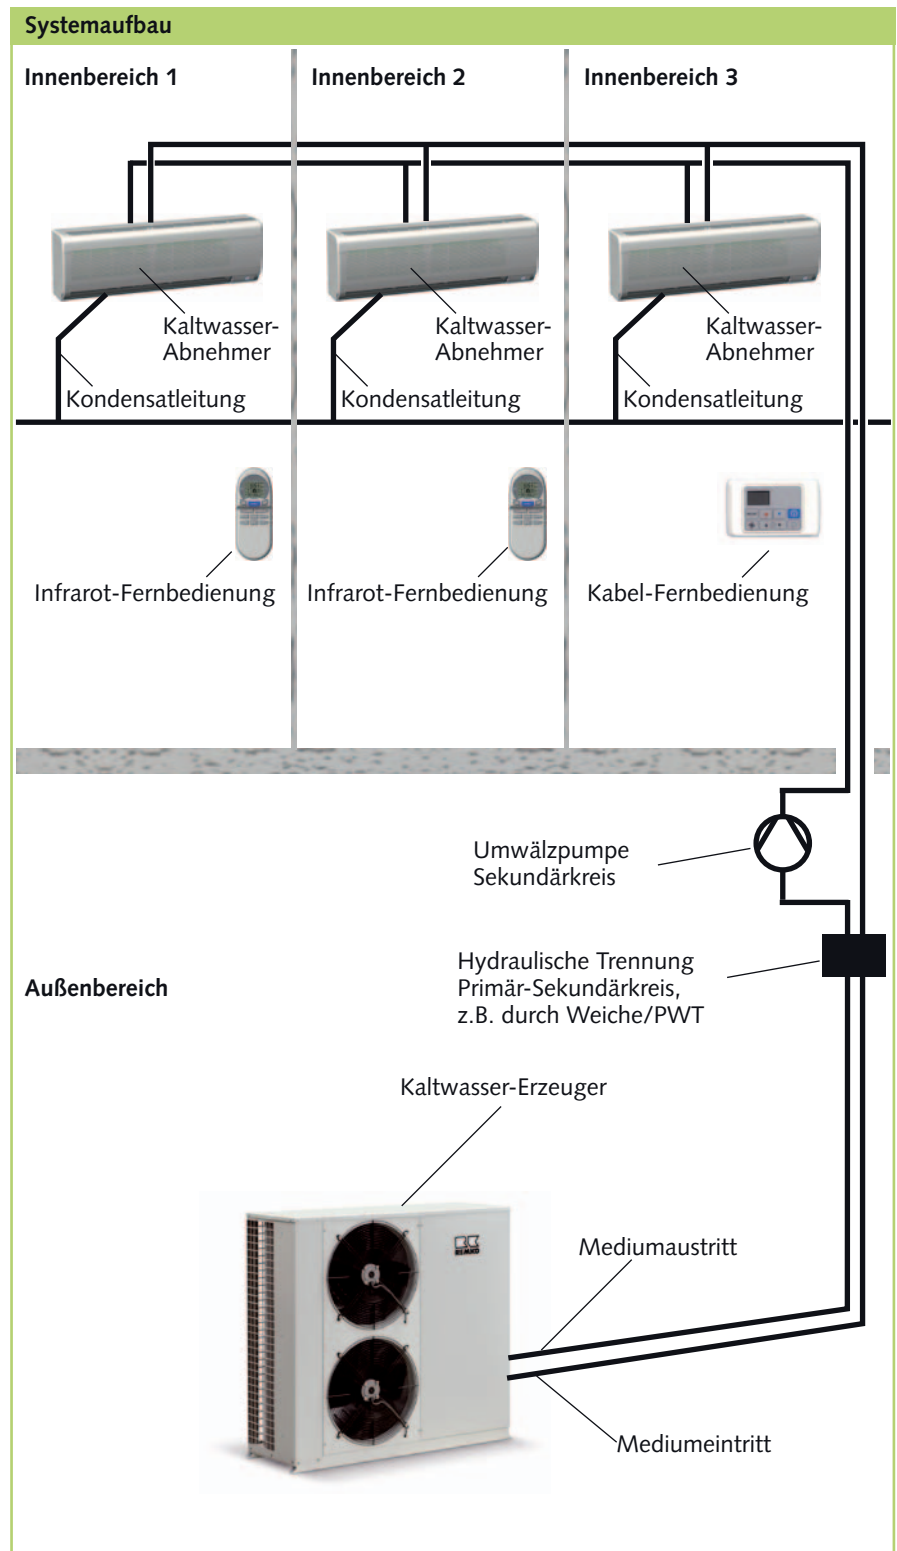 Systemaufbau
Innenbereich 1
Innenbereich 2
Innenbereich 3
Kaltwasser-
Abnehmer
Kaltwasser-
Abnehmer
Kaltwasser-
Abnehmer
Kondensatleitung
Kondensatleitung
Kondensatleitung
Infrarot-Fernbedienung
Infrarot-Fernbedienung
Kabel-Fernbedienung
Umwälzpumpe
Sekundärkreis
Außenbereich
Hydraulische Trennung
Primär-Sekundärkreis,
z.B. durch Weiche/PWT
Kaltwasser-Erzeuger
REMKO
Mediumaustritt
Mediumeintritt